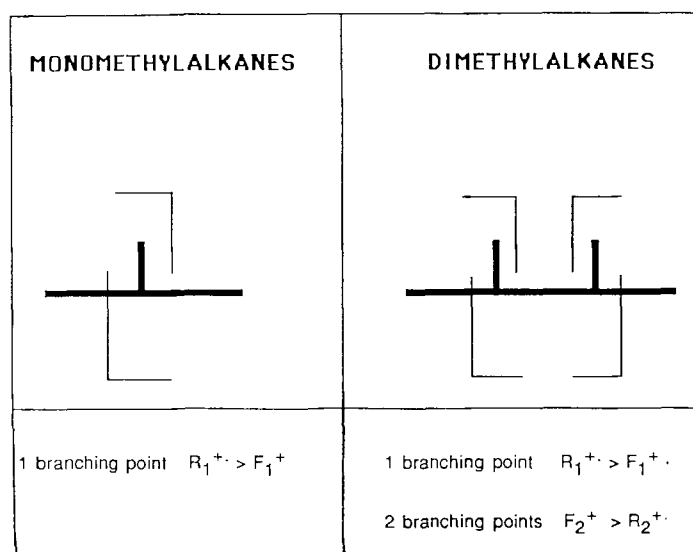 MONOMETHYLALKANES
DIMETHYLALKANES
1 branching point R₁⁺· > F₁⁺
1 branching point R₁⁺· > F₁⁺·
2 branching points F₂⁺ > R₂⁺·